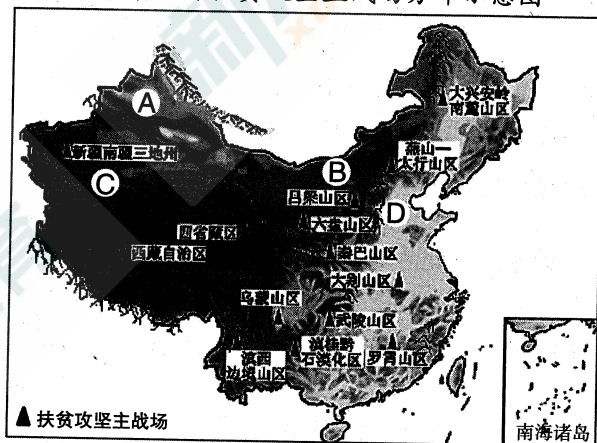 A
大兴安岭
南麓山区
燕山—
太行山区
新疆南疆三地州
B
吕梁山区
C
D
六盘山区
四省藏区
西藏自治区
秦巴山区
大别山区
乌蒙山区
武陵山区
滇西
边境山区
滇桂黔
石漠化区
罗霄山区
扶贫攻坚主战场
南海诸岛